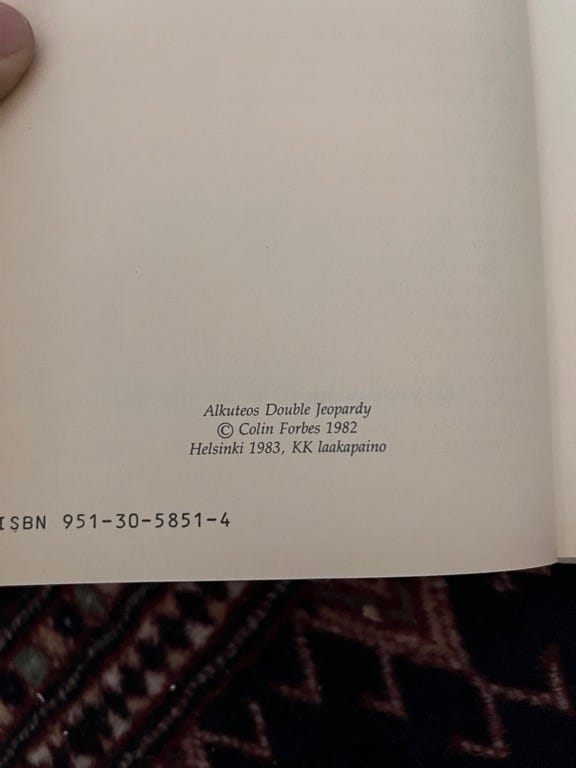 Alkuteos Double Jeopardy
© Colin Forbes 1982
Helsinki 1983, KK laakapaino
ISBN 951-30-5851-4